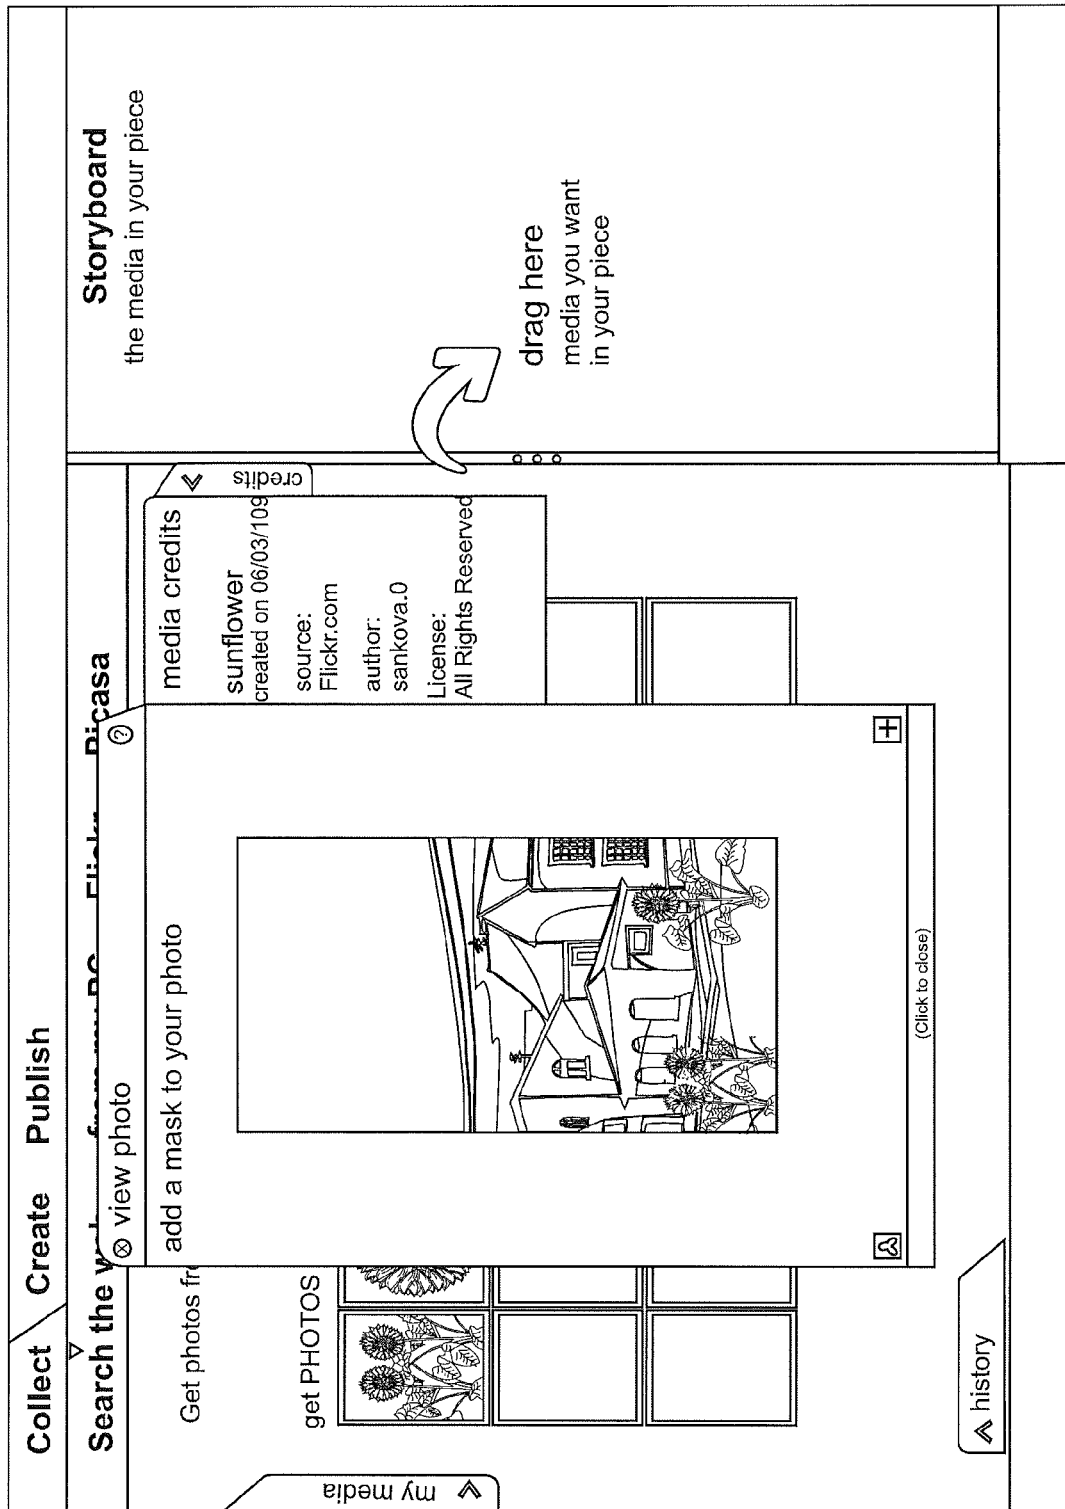 Collect Create Publish
Search the from my PC Flickr Picasa
Storyboard
the media in your piece
view photo ?
Get photos
add a mask to your photo
get PHOTOS
media credits
credits
sunflower
created on 06/03/109
source:
Flickr.com
author:
sankova.0
License:
All Rights Reserved
drag here
media you want
in your piece
my media
(Click to close)
history